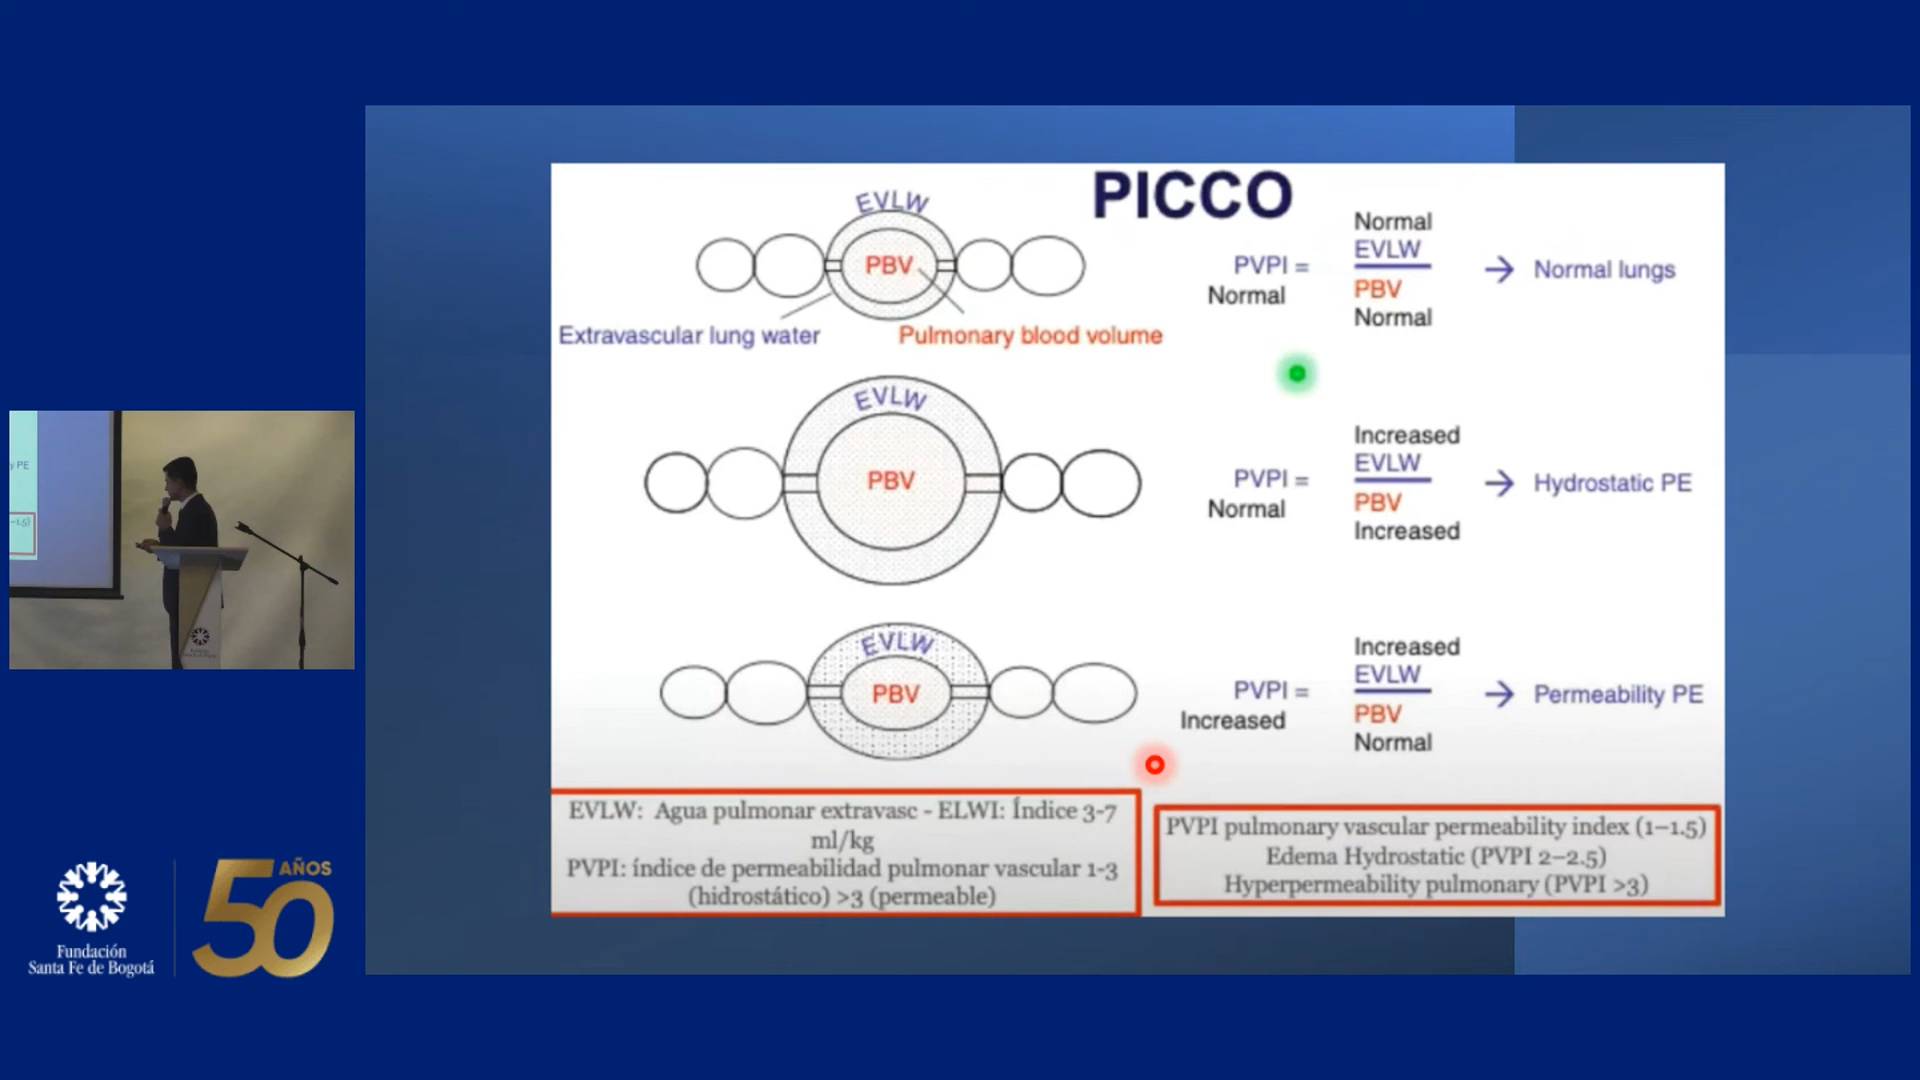 PICCO
EVLW
PBV
Extravascular lung water
Pulmonary blood volume
PVPI =
Normal
Normal
EVLW
PBV
Normal
Normal lungs
EVLW
PBV
PVPI =
Normal
Increased
EVLW
PBV
Increased
Hydrostatic PE
EVLW
PBV
PVPI =
Increased
Increased
EVLW
PBV
Normal
Permeability PE
EVLW: Agua pulmonar extravasc - ELWI: Índice 3-7
ml/kg
PVPI: índice de permeabilidad pulmonar vascular 1-3
(hidrostático) >3 (permeable)
PVPI pulmonary vascular permeability index (1–1.5)
Edema Hydrostatic (PVPI 2–2.5)
Hyperpermeability pulmonary (PVPI >3)
y PE
–1.5)
Fundación
Santa Fe de Bogotá
50 AÑOS